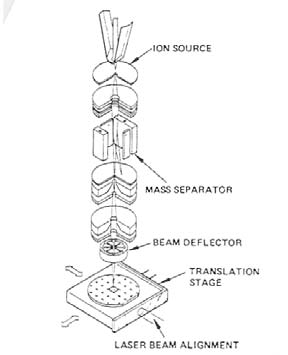 ION SOURCE
MASS SEPARATOR
BEAM DEFLECTOR
TRANSLATION
STAGE
LASER BEAM ALIGNMENT